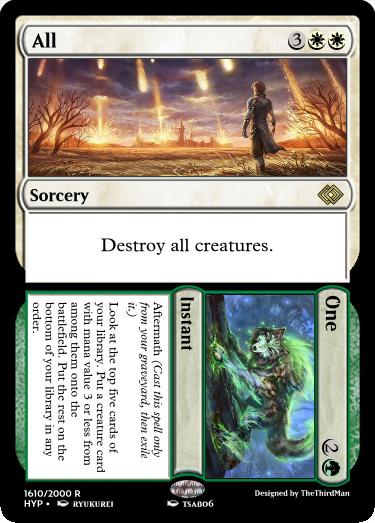 All 3
Sorcery
Destroy all creatures.
One 2
Instant
Aftermath (Cast this spell only
from your graveyard, then exile
it.)
Look at the top five cards of
your library. Put a creature card
with mana value 3 or less from
among them onto the
battlefield. Put the rest on the
bottom of your library in any
order.
1610/2000 R
HYP • RYUKUREI
TSABO6
Designed by TheThirdMan